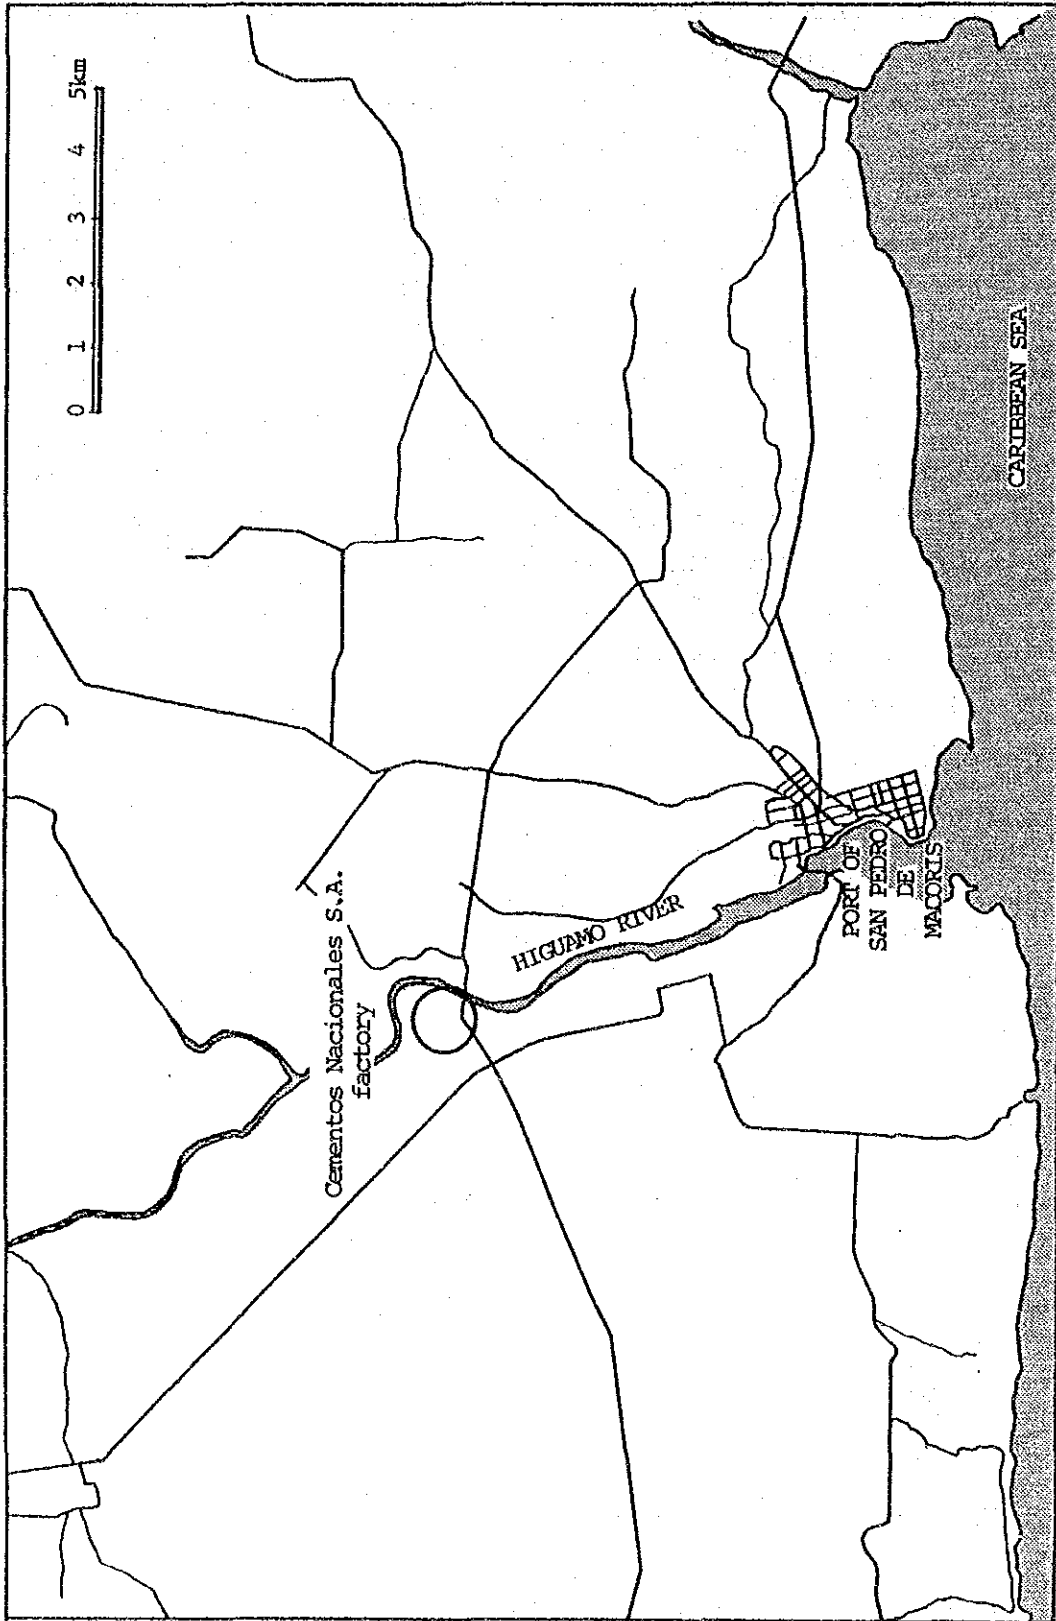 0 1 2 3 4 5km
Cementos Nacionales S.A.
factory
HIGUAMO RIVER
PORT OF
SAN PEDRO
DE
MACORIS
CARIBBEAN SEA